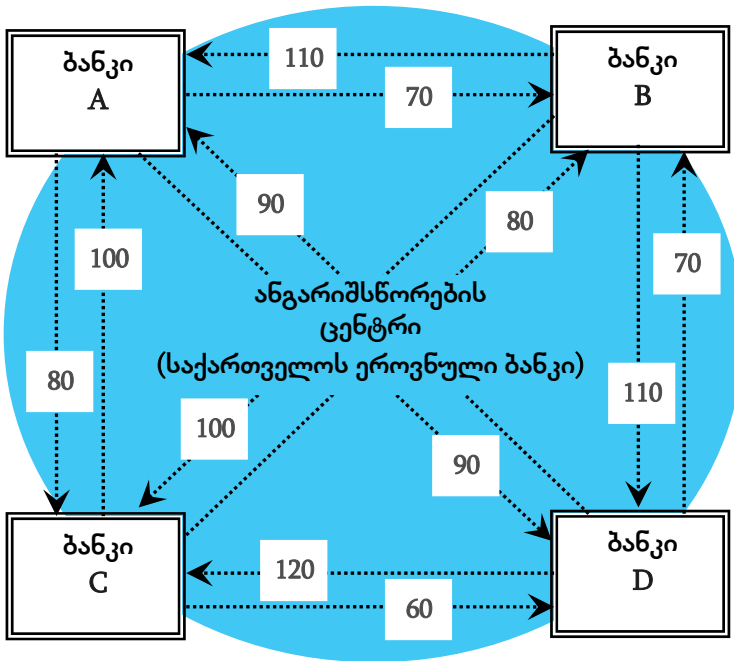 ბანკი
A
110
70
ბანკი
B
90
80
100
70
ანგარიშსწორების
ცენტრი
(საქართველოს ეროვნული ბანკი)
80
110
100
90
ბანკი
C
120
60
ბანკი
D